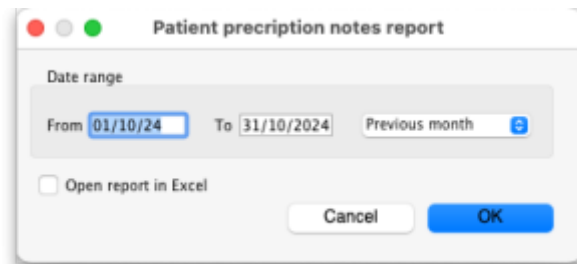 Patient precription notes report
Date range
From 01/10/24 To 31/10/2024 Previous month
Open report in Excel
Cancel OK